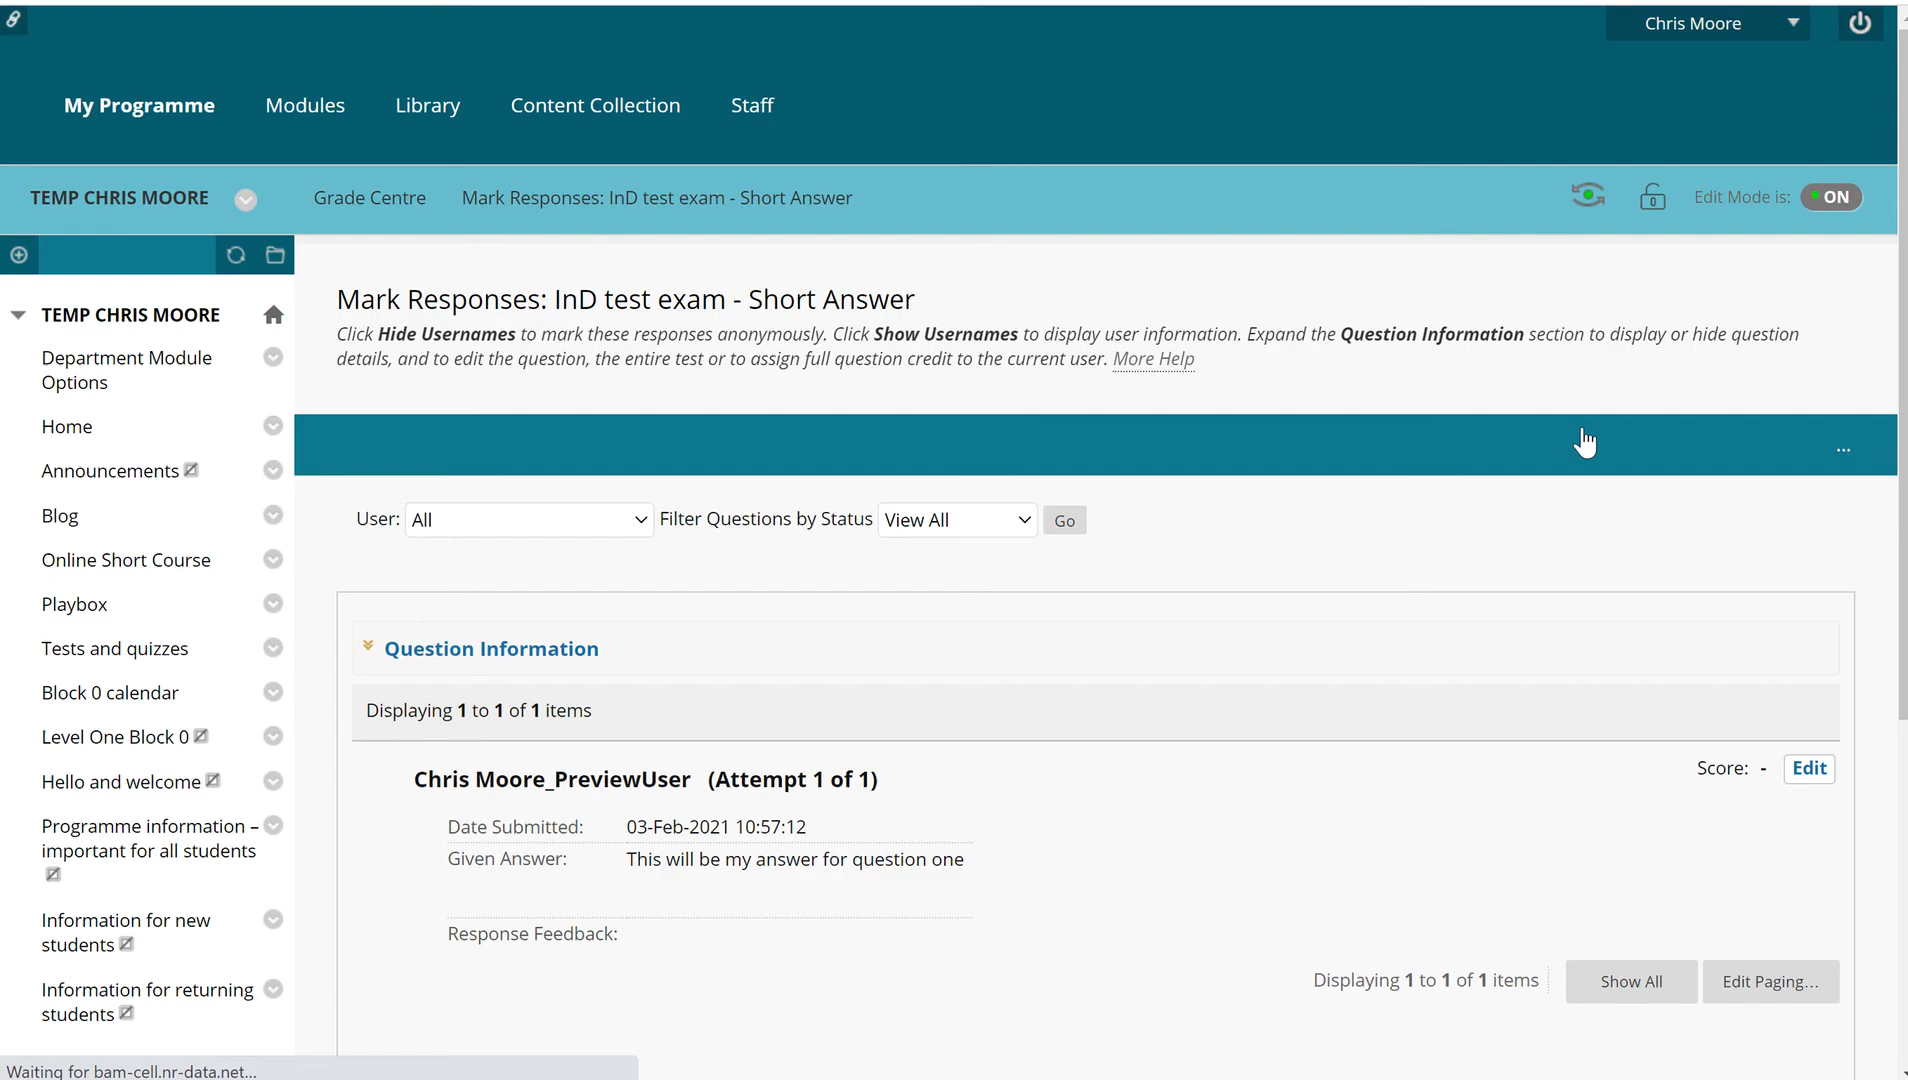 Chris Moore
My Programme
Modules
Library
Content Collection
Staff
TEMP CHRIS MOORE
Grade Centre
Mark Responses: InD test exam - Short Answer
0
Edit Mode is:
ON
TEMP CHRIS MOORE
Department Module
Options
Home
Announcements
Blog
Online Short Course
Playbox
Tests and quizzes
Block 0 calendar
Level One Block 0
Hello and welcome
Programme information –
important for all students
Information for new
students
Information for returning
students
Mark Responses: InD test exam - Short Answer
Click Hide Usernames to mark these responses anonymously. Click Show Usernames to display user information. Expand the Question Information section to display or hide question
details, and to edit the question, the entire test or to assign full question credit to the current user. More Help
...
User:
All
Filter Questions by Status
View All
Go
Question Information
Displaying 1 to 1 of 1 items
Chris Moore_PreviewUser (Attempt 1 of 1)
Score: -
Edit
Date Submitted: 03-Feb-2021 10:57:12
Given Answer: This will be my answer for question one
Response Feedback:
Displaying 1 to 1 of 1 items
Show All
Edit Paging...
Waiting for bam-cell.nr-data.net...